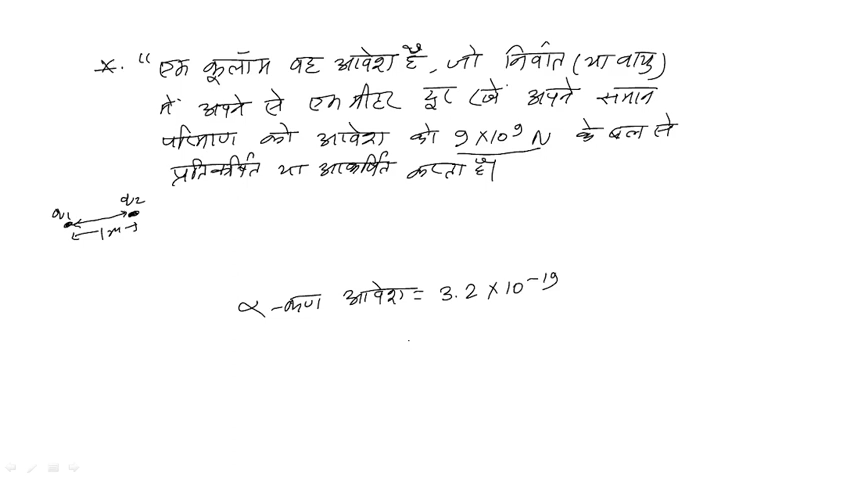 *. "एक कूलॉम वह आवेश है, जो निर्वात (या वायु)
में अपने से एक मीटर दूर रखे अपने समान
परिमाण को आवेश को 9 X 10⁹ N के बल से
प्रतिकर्षित या आकर्षित करता है।
q1 q2
1m
α-कण आवेश = 3.2 X 10⁻¹⁹